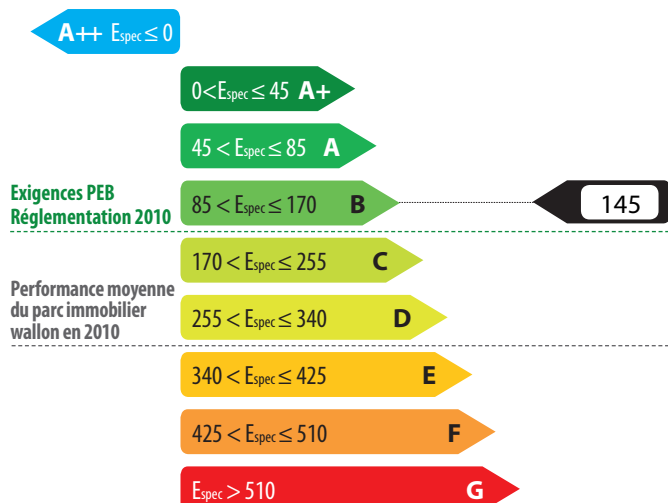 A++ Espec ≤ 0
0<Espec ≤ 45 A+
45 < Espec ≤ 85 A
Exigences PEB
Réglementation 2010
85 < Espec ≤ 170 B
145
170 < Espec ≤ 255 C
Performance moyenne
du parc immobilier
wallon en 2010
255 < Espec ≤ 340 D
340 < Espec ≤ 425 E
425 < Espec ≤ 510 F
Espec > 510 G